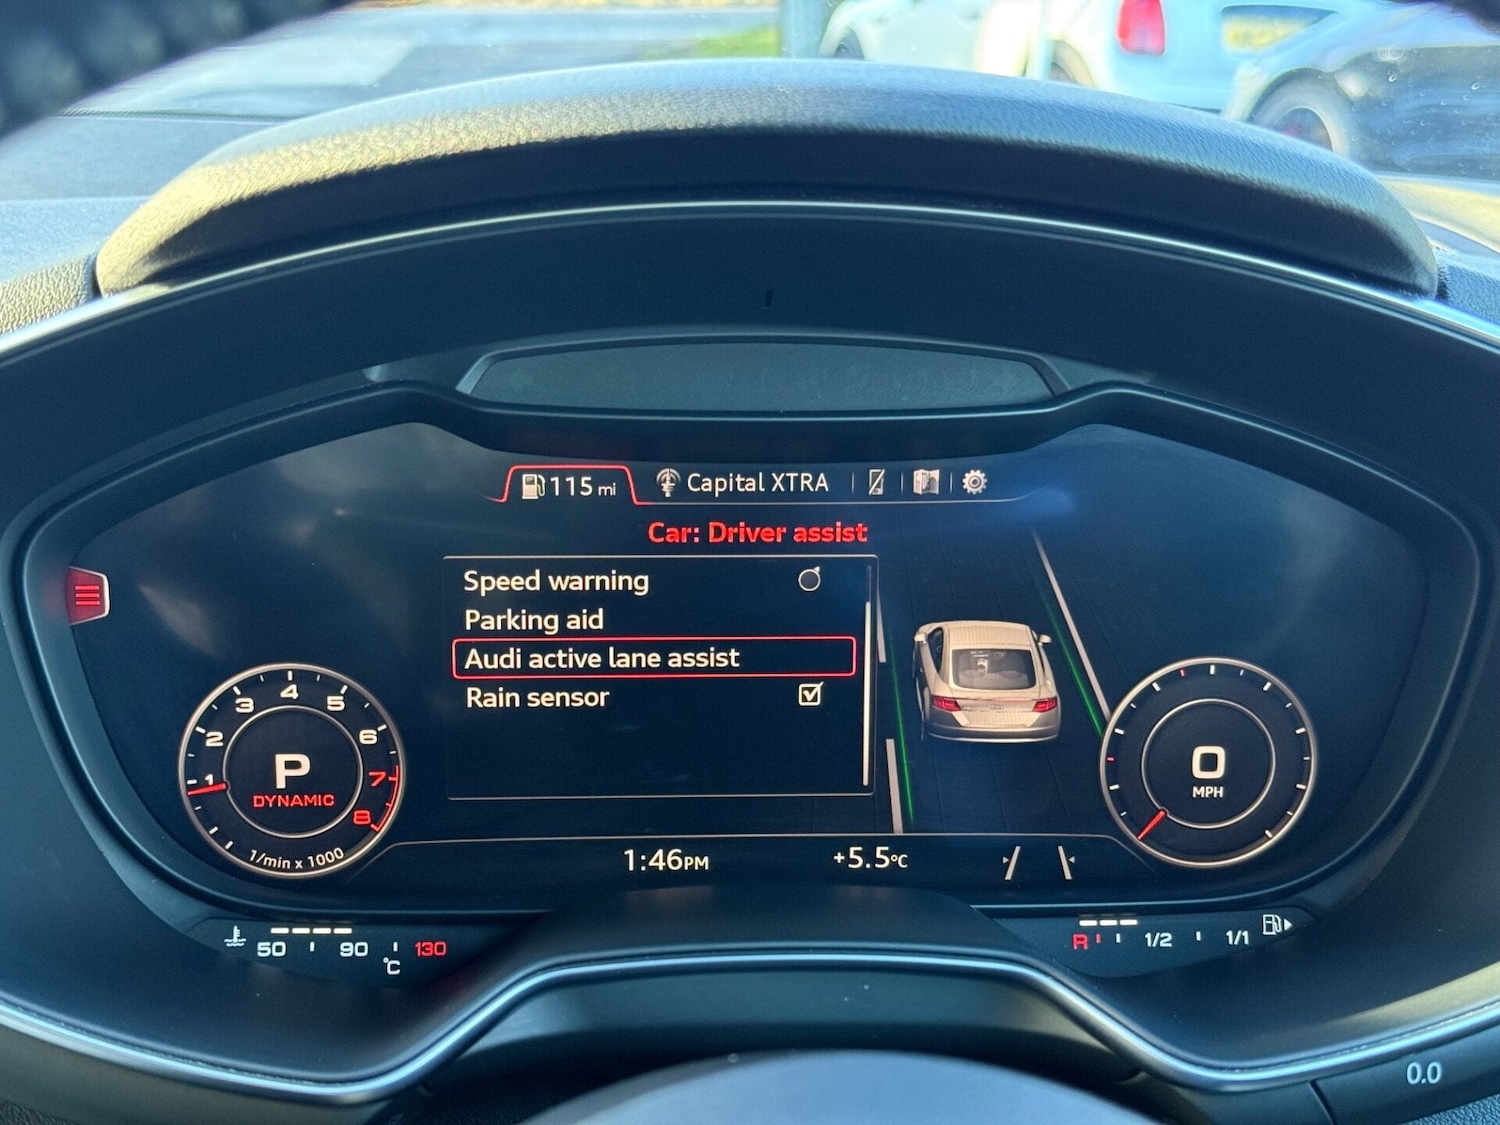 115 mi Capital XTRA
Car: Driver assist
Speed warning
Parking aid
Audi active lane assist
Rain sensor
1 2 3 4 5 6 7 8
P
DYNAMIC
1/min x 1000
0
MPH
1:46PM +5.5°C
50 90 130
°C
R 1/2 1/1
0.0